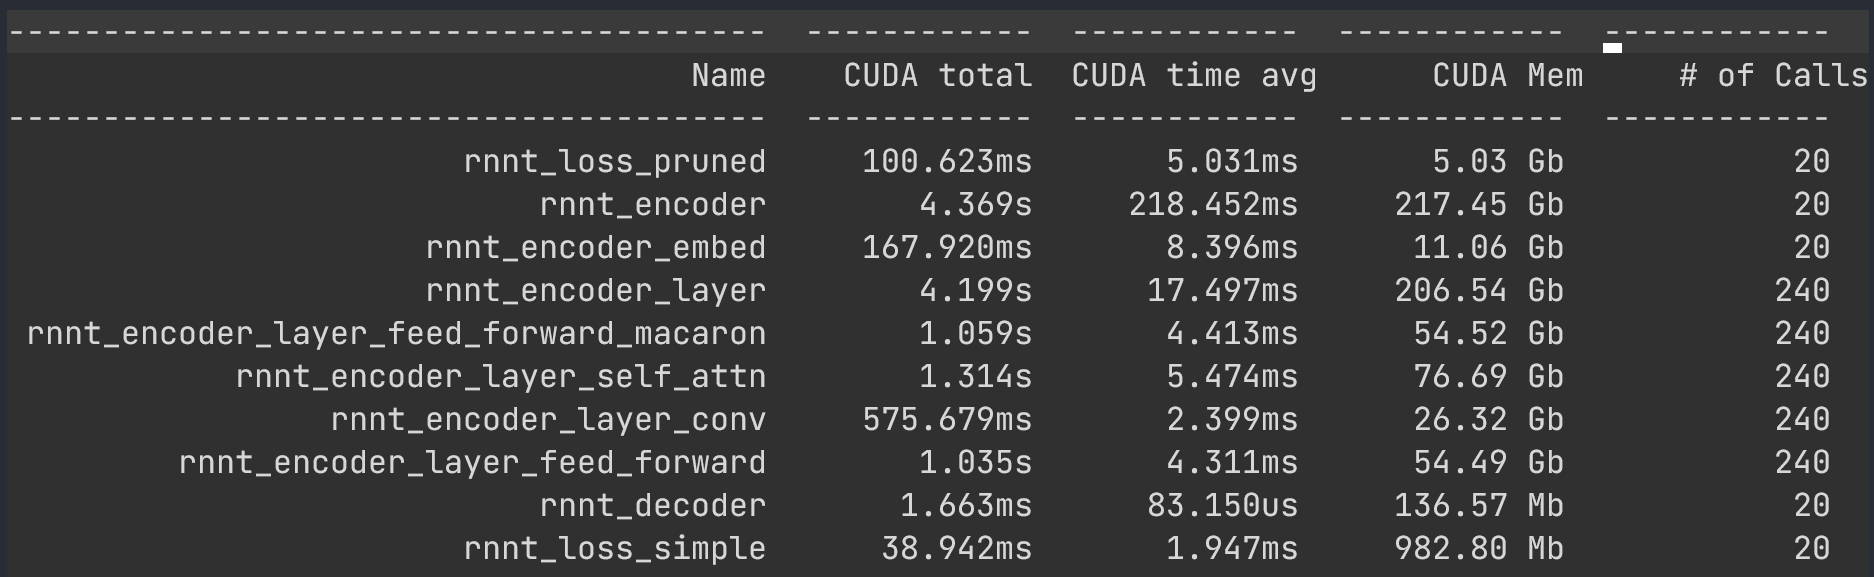 ----------------------------------------  ------------  ------------  ------------  ------------
Name  CUDA total  CUDA time avg  CUDA Mem  # of Calls
----------------------------------------  ------------  ------------  ------------  ------------
rnnt_loss_pruned  100.623ms  5.031ms  5.03 Gb  20
rnnt_encoder  4.369s  218.452ms  217.45 Gb  20
rnnt_encoder_embed  167.920ms  8.396ms  11.06 Gb  20
rnnt_encoder_layer  4.199s  17.497ms  206.54 Gb  240
rnnt_encoder_layer_feed_forward_macaron  1.059s  4.413ms  54.52 Gb  240
rnnt_encoder_layer_self_attn  1.314s  5.474ms  76.69 Gb  240
rnnt_encoder_layer_conv  575.679ms  2.399ms  26.32 Gb  240
rnnt_encoder_layer_feed_forward  1.035s  4.311ms  54.49 Gb  240
rnnt_decoder  1.663ms  83.150us  136.57 Mb  20
rnnt_loss_simple  38.942ms  1.947ms  982.80 Mb  20